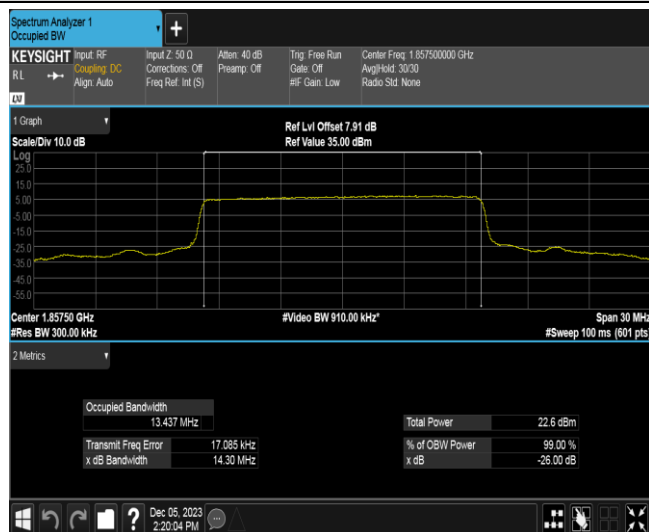 Spectrum Analyzer 1
Occupied BW
+
KEYSIGHT Input: RF Input Z: 50 Ω Atten: 40 dB Trig: Free Run Center Freq: 1.857500000 GHz
RL Coupling: DC Corrections: Off Preamp: Off Gate: Off Avg|Hold: 30/30
Align: Auto Freq Ref: Int (S) #IF Gain: Low Radio Std: None
LXI
1 Graph
Ref Lvl Offset 7.91 dB
Scale/Div 10.0 dB Ref Value 35.00 dBm
Log
25.0
15.0
5.00
-5.00
-15.0
-25.0
-35.0
-45.0
-55.0
Center 1.85750 GHz #Video BW 910.00 kHz* Span 30 MHz
#Res BW 300.00 kHz #Sweep 100 ms (601 pts)
2 Metrics
Occupied Bandwidth
13.437 MHz Total Power 22.6 dBm
Transmit Freq Error 17.085 kHz % of OBW Power 99.00 %
x dB Bandwidth 14.30 MHz x dB -26.00 dB
? Dec 05, 2023
2:20:04 PM